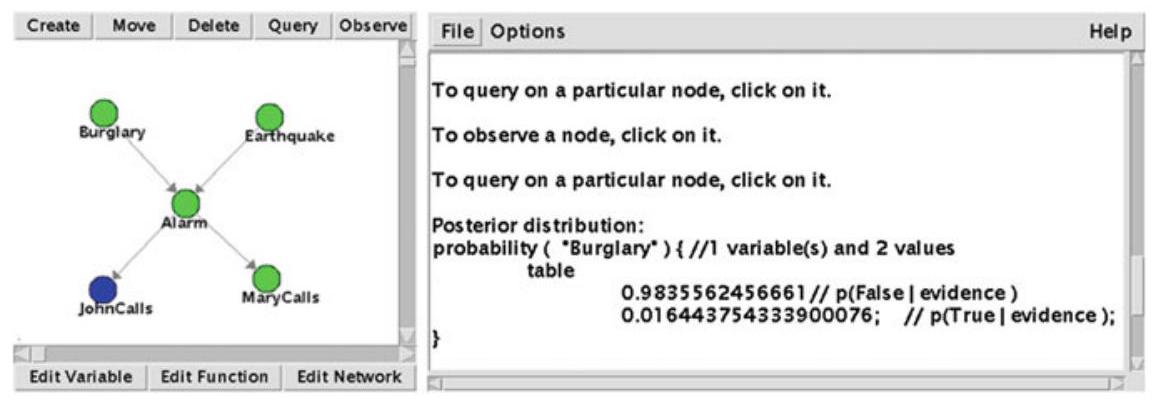 Create Move Delete Query Observe
Burglary
Earthquake
Alarm
JohnCalls
MaryCalls
Edit Variable Edit Function Edit Network
File Options Help
To query on a particular node, click on it.
To observe a node, click on it.
To query on a particular node, click on it.
Posterior distribution:
probability ( "Burglary" ) { //1 variable(s) and 2 values
table
0.9835562456661 // p(False | evidence )
0.016443754333900076; // p(True | evidence );
}